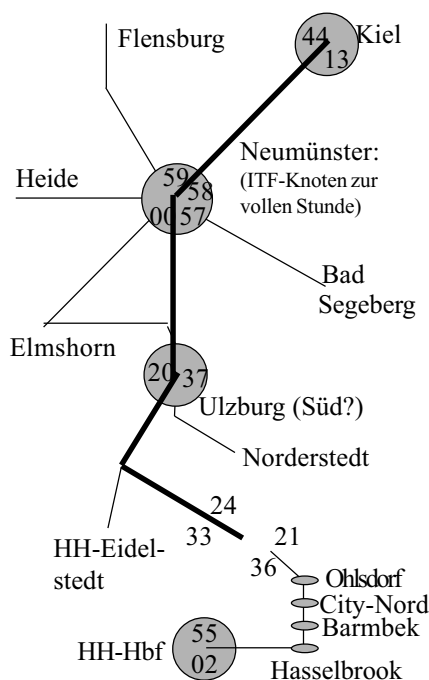 Flensburg
44 Kiel
13
Neumünster:
(ITF-Knoten zur
vollen Stunde)
59
58
Heide
00 57
Bad
Segeberg
Elmshorn
20 37
Ulzburg (Süd?)
Norderstedt
24
33
21
36
HH-Eidel-
stedt
Ohlsdorf
City-Nord
Barmbek
55
HH-Hbf
02
Hasselbrook